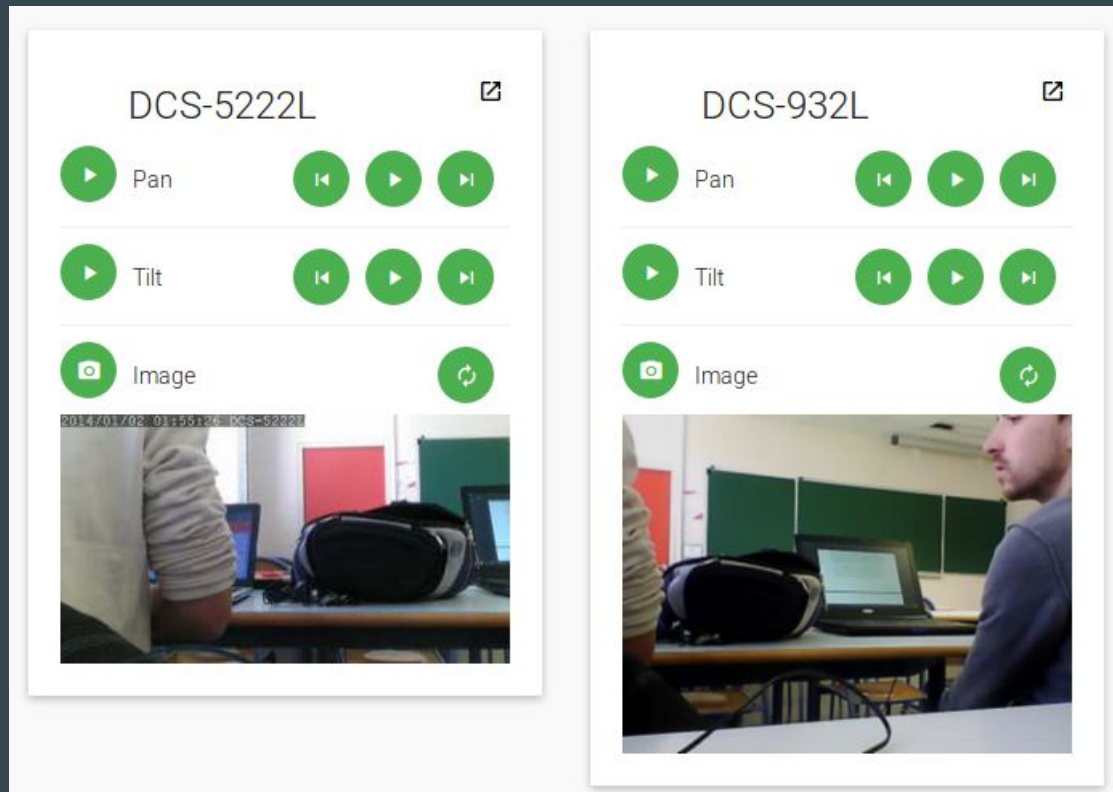 DCS-5222L
Pan
Tilt
Image
2014/01/02 01:55:26 DCS-5222L
DCS-932L
Pan
Tilt
Image